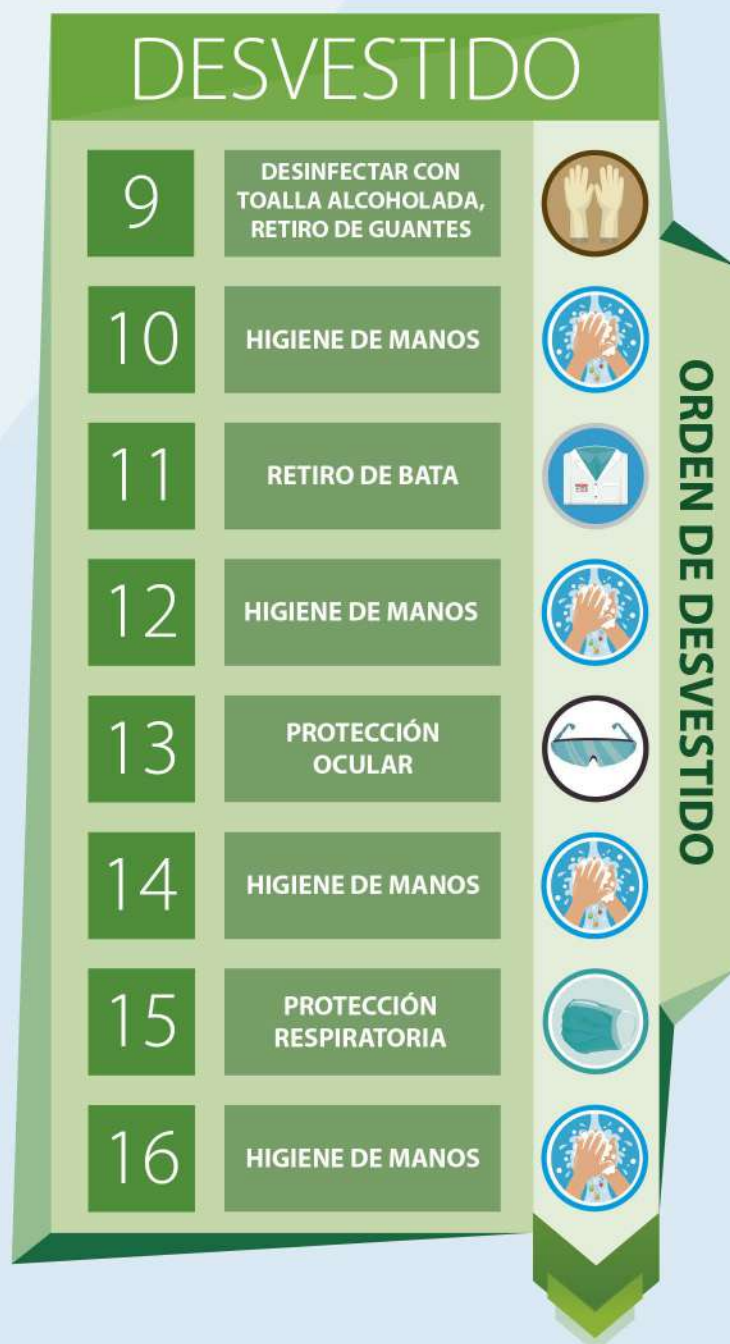 DESVESTIDO
9
DESINFECTAR CON
TOALLA ALCOHOLADA,
RETIRO DE GUANTES
10
HIGIENE DE MANOS
11
RETIRO DE BATA
12
HIGIENE DE MANOS
13
PROTECCIÓN
OCULAR
14
HIGIENE DE MANOS
15
PROTECCIÓN
RESPIRATORIA
16
HIGIENE DE MANOS
ORDEN DE DESVESTIDO